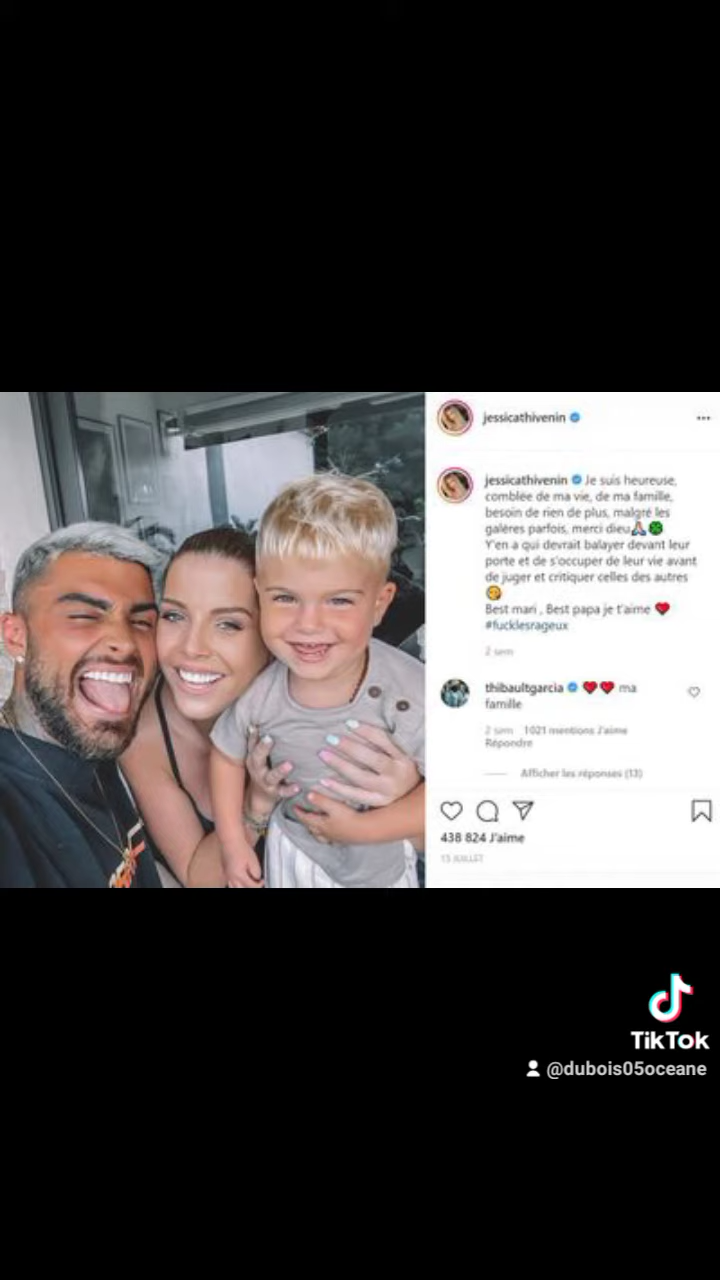 jessicathivenin
jessicathivenin Je suis heureuse,
comblée de ma vie, de ma famille,
besoin de rien de plus, malgré les
galères parfois, merci dieu🙏🍀
Y'en a qui devrait balayer devant leur
porte et de s'occuper de leur vie avant
de juger et critiquer celles des autres
😋
Best mari , Best papa je t'aime ❤️
#fucklesrageux
2 sem
thibaultgarcia ❤️❤️ ma
famille
2 sem 1021 mentions J'aime
Répondre
Afficher les réponses (13)
438 824 J'aime
15 JUILLET
TikTok
@dubois05oceane